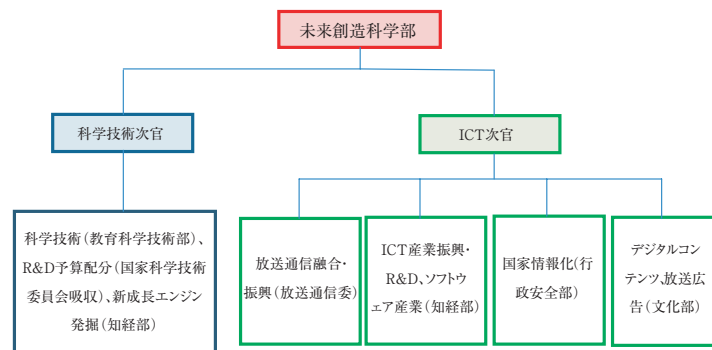 未来創造科学部
科学技術次官
ICT次官
科学技術(教育科学技術部)、
R&D予算配分(国家科学技術
委員会吸収)、新成長エンジン
発掘(知経部)
放送通信融合・
振興(放送通信委)
ICT産業振興・
R&D、ソフトウ
ェア産業(知経部)
国家情報化(行
政安全部)
デジタルコン
テンツ、放送広
告(文化部)